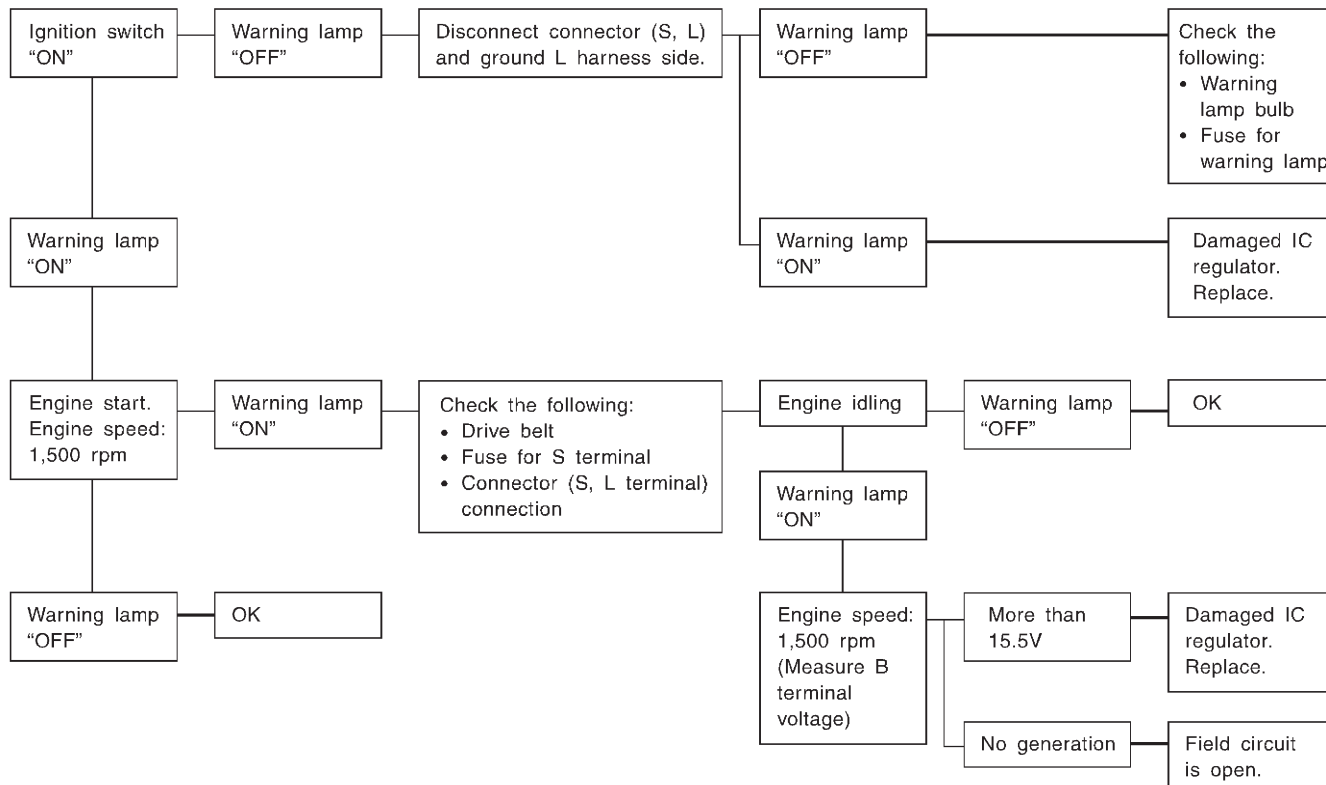 Ignition switch
“ON”
Warning lamp
“OFF”
Disconnect connector (S, L)
and ground L harness side.
Warning lamp
“OFF”
Check the
following:
• Warning
lamp bulb
• Fuse for
warning lamp
Warning lamp
“ON”
Warning lamp
“ON”
Damaged IC
regulator.
Replace.
Engine start.
Engine speed:
1,500 rpm
Warning lamp
“ON”
Check the following:
• Drive belt
• Fuse for S terminal
• Connector (S, L terminal)
connection
Engine idling
Warning lamp
“OFF”
OK
Warning lamp
“ON”
Warning lamp
“OFF”
OK
Engine speed:
1,500 rpm
(Measure B
terminal
voltage)
More than
15.5V
Damaged IC
regulator.
Replace.
No generation
Field circuit
is open.